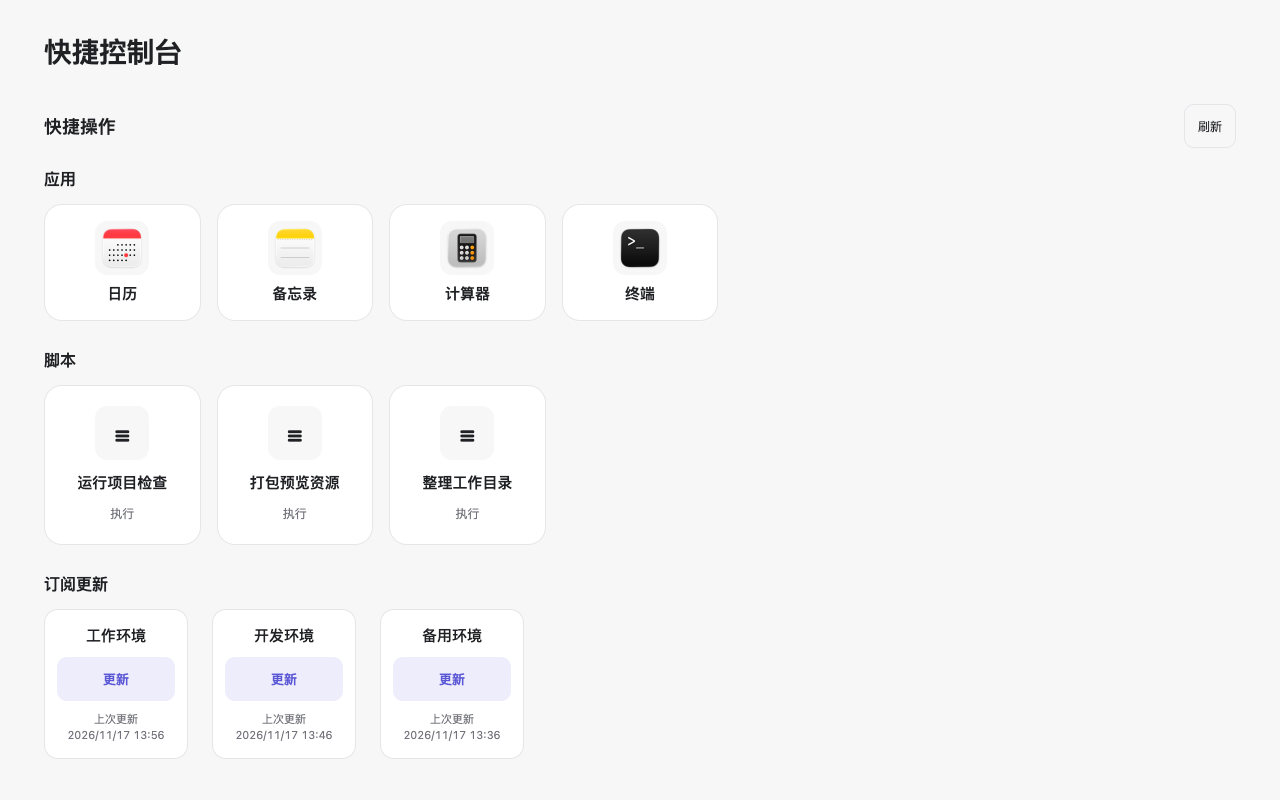 快捷控制台
快捷操作
刷新
应用
日历
备忘录
计算器
>_
终端
脚本
运行项目检查
执行
打包预览资源
执行
整理工作目录
执行
订阅更新
工作环境
更新
上次更新
2026/11/17 13:56
开发环境
更新
上次更新
2026/11/17 13:46
备用环境
更新
上次更新
2026/11/17 13:36